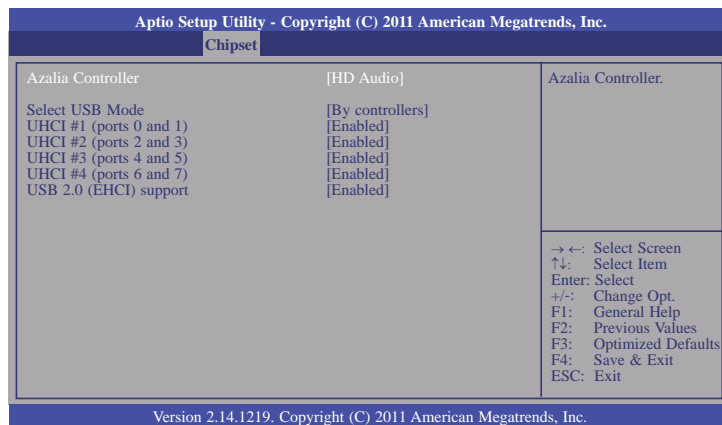 Aptio Setup Utility - Copyright (C) 2011 American Megatrends, Inc.
Chipset
Azalia Controller [HD Audio]
Select USB Mode [By controllers]
UHCI #1 (ports 0 and 1) [Enabled]
UHCI #2 (ports 2 and 3) [Enabled]
UHCI #3 (ports 4 and 5) [Enabled]
UHCI #4 (ports 6 and 7) [Enabled]
USB 2.0 (EHCI) support [Enabled]
Azalia Controller.
→ ←: Select Screen
↑↓: Select Item
Enter: Select
+/-: Change Opt.
F1: General Help
F2: Previous Values
F3: Optimized Defaults
F4: Save & Exit
ESC: Exit
Version 2.14.1219. Copyright (C) 2011 American Megatrends, Inc.